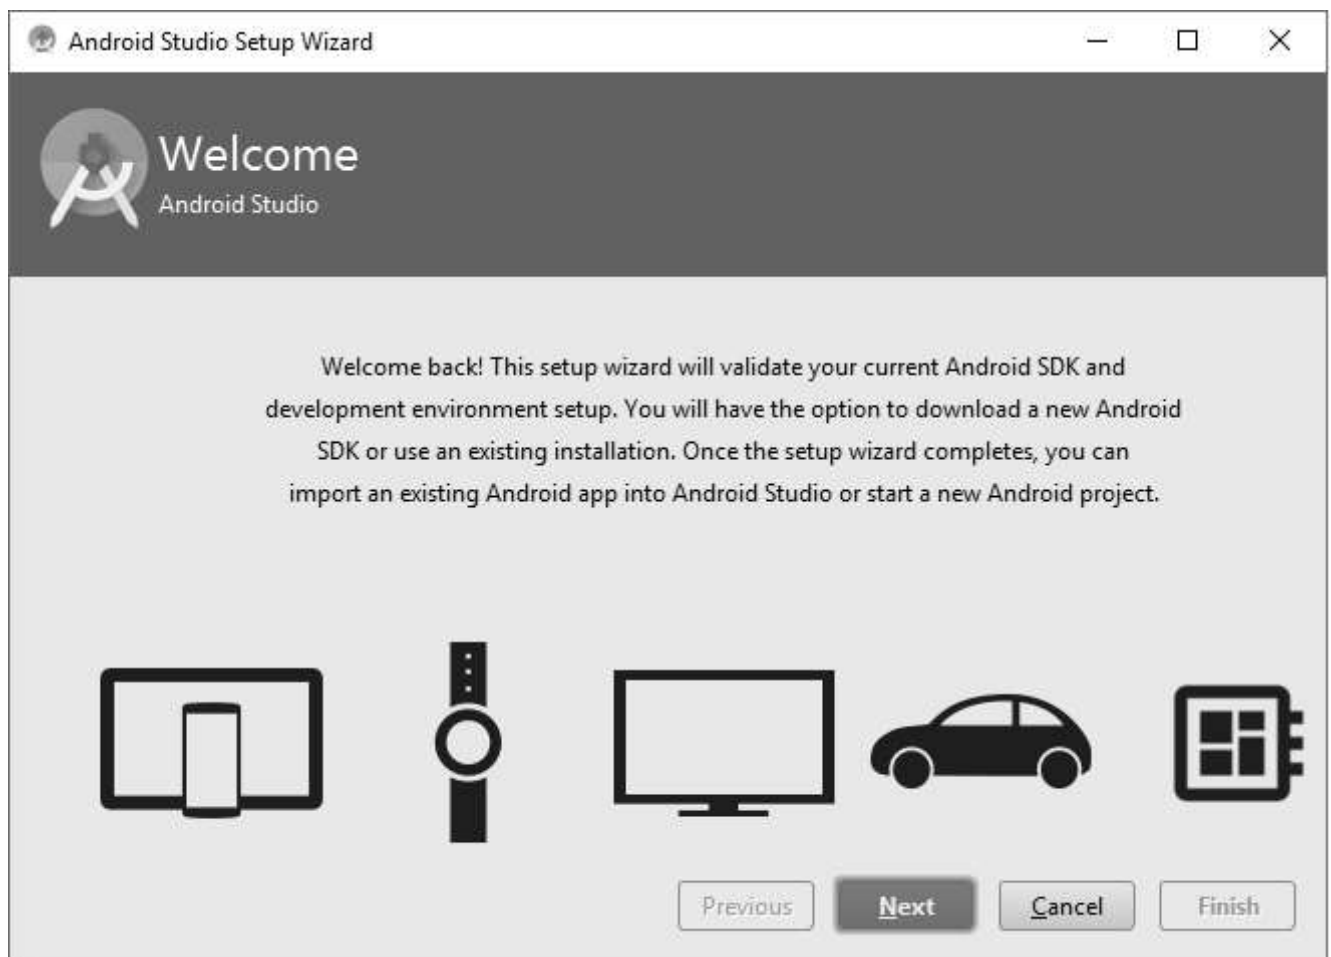 Android Studio Setup Wizard
Welcome
Android Studio
Welcome back! This setup wizard will validate your current Android SDK and
development environment setup. You will have the option to download a new Android
SDK or use an existing installation. Once the setup wizard completes, you can
import an existing Android app into Android Studio or start a new Android project.
Previous Next Cancel Finish